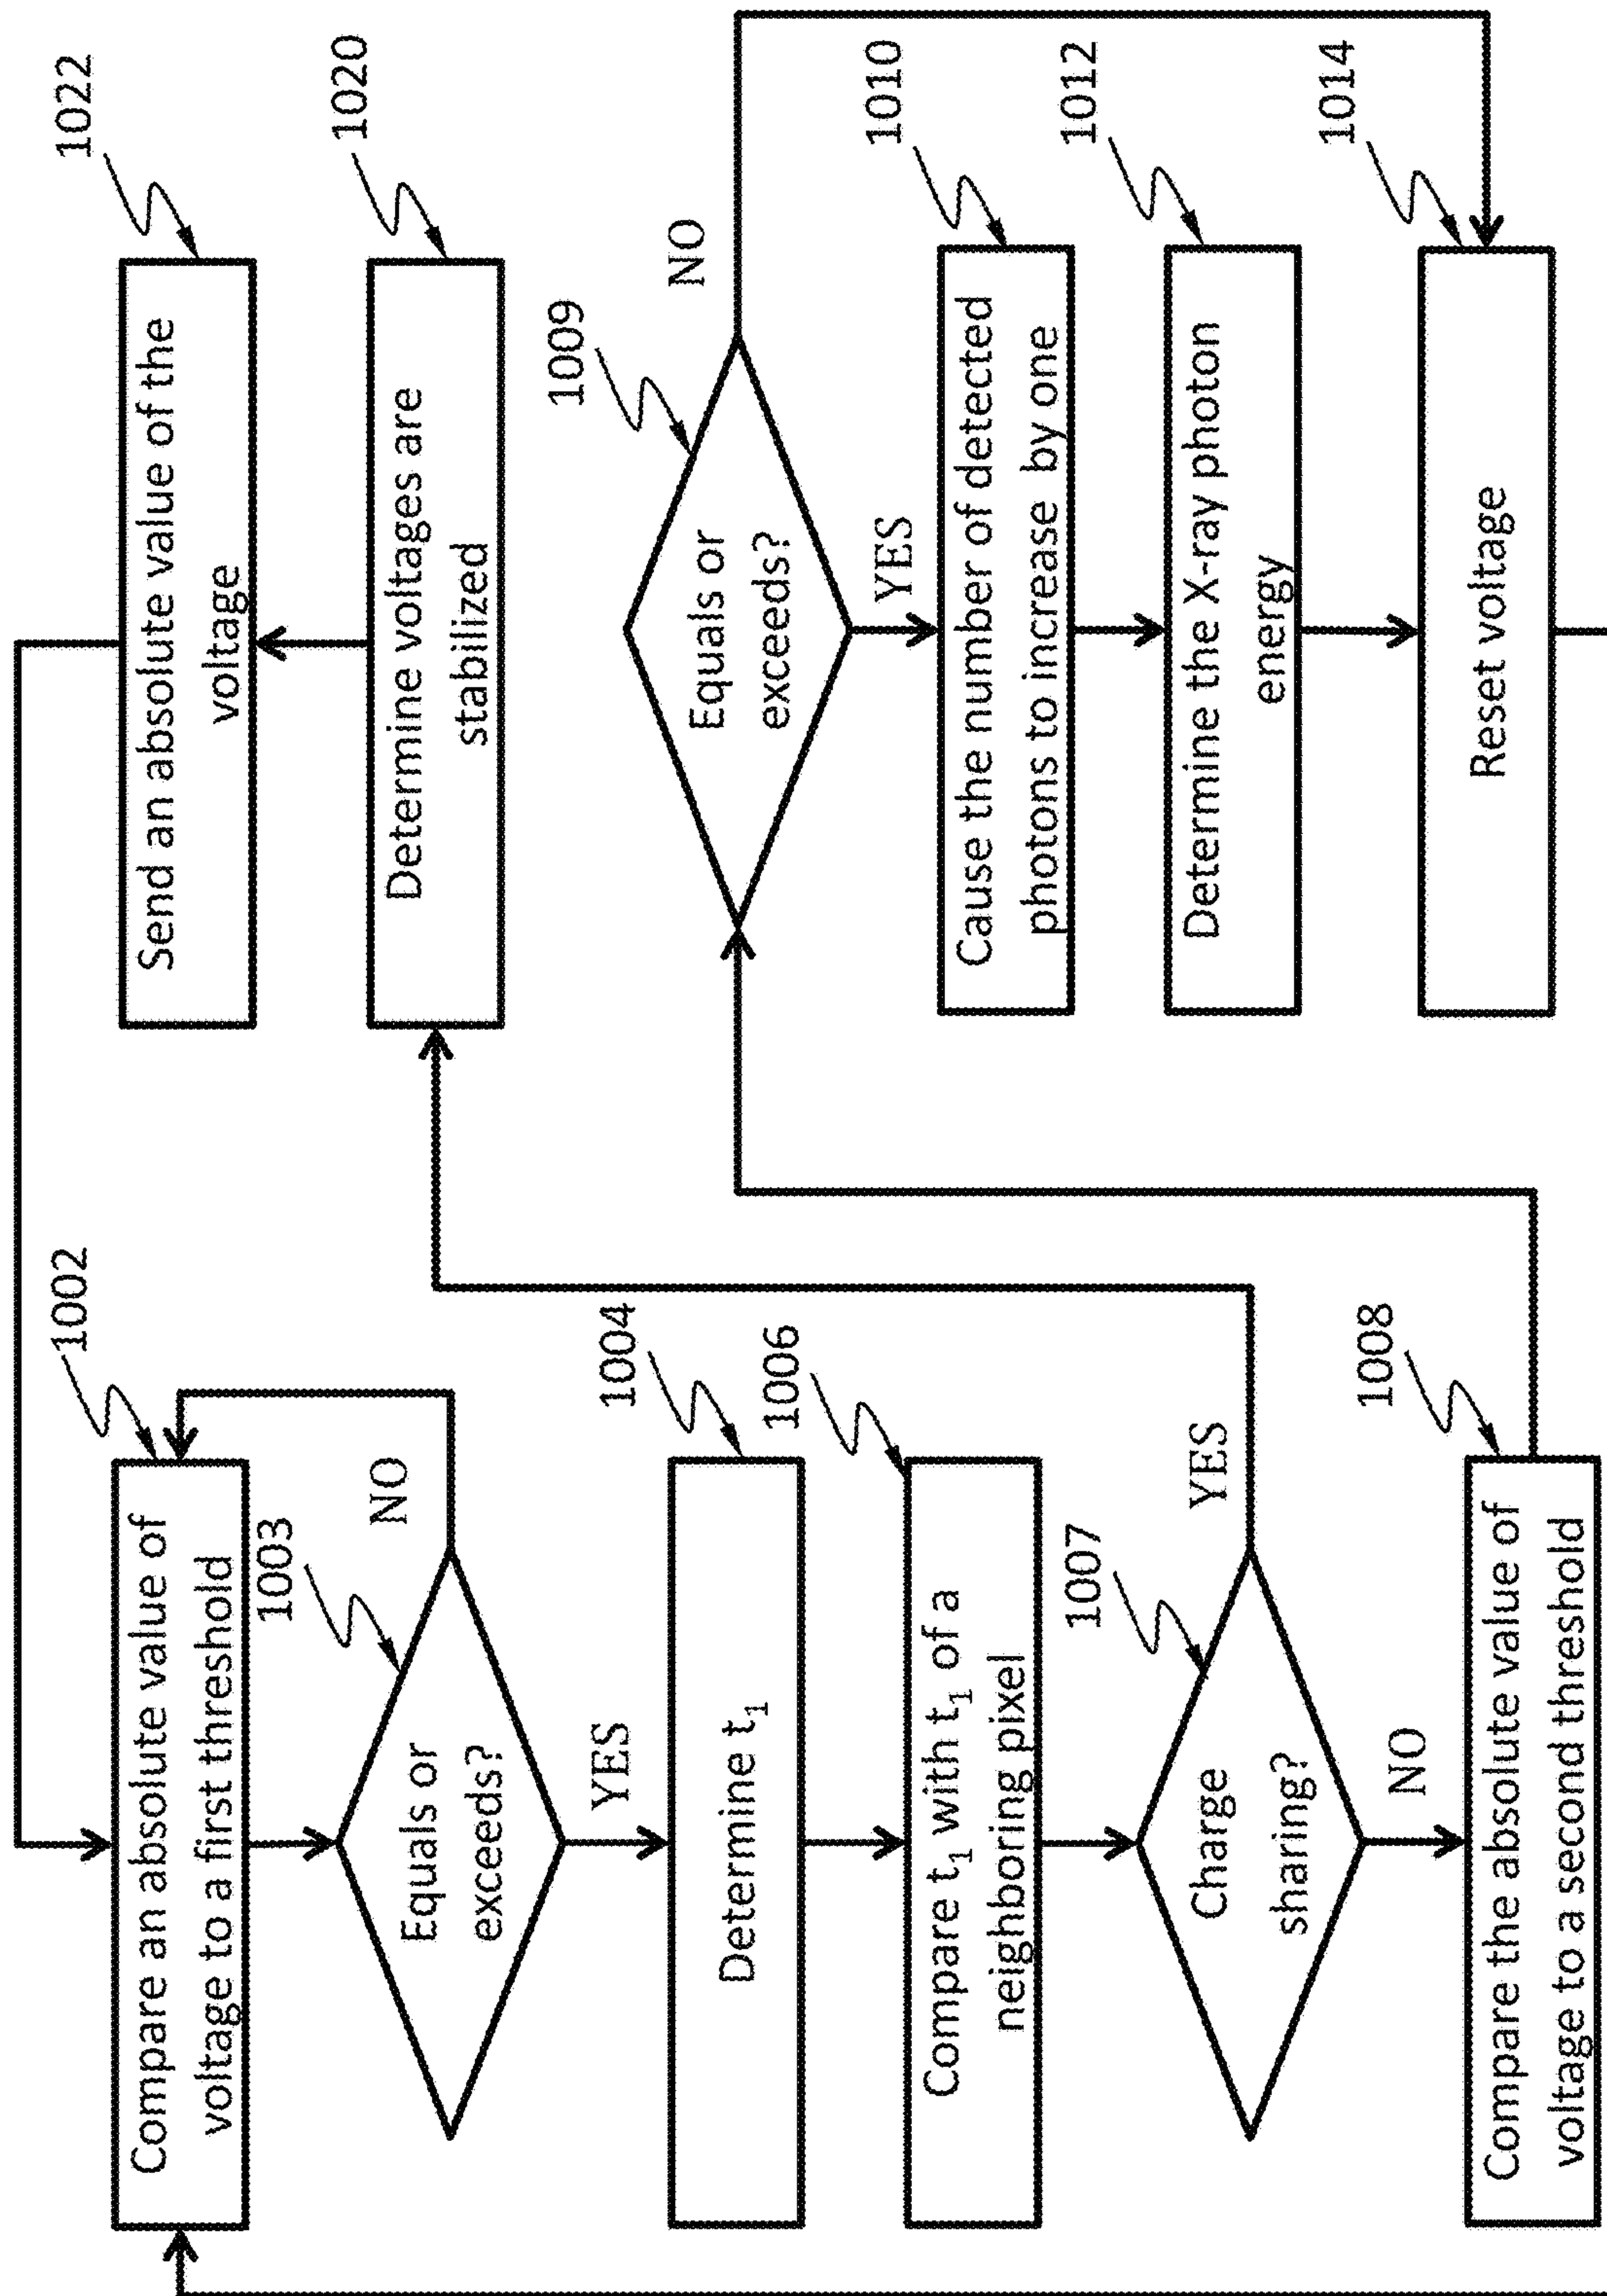 1002
Compare an absolute value of
voltage to a first threshold
1003
Equals or
exceeds?
NO
YES
1004
Determine t₁
1006
Compare t₁ with t₁ of a
neighboring pixel
1007
Charge
sharing?
YES
NO
1008
Compare the absolute value of
voltage to a second threshold
1022
Send an absolute value of the
voltage
1020
Determine voltages are
stabilized
1009
Equals or
exceeds?
NO
YES
1010
Cause the number of detected
photons to increase by one
1012
Determine the X-ray photon
energy
1014
Reset voltage